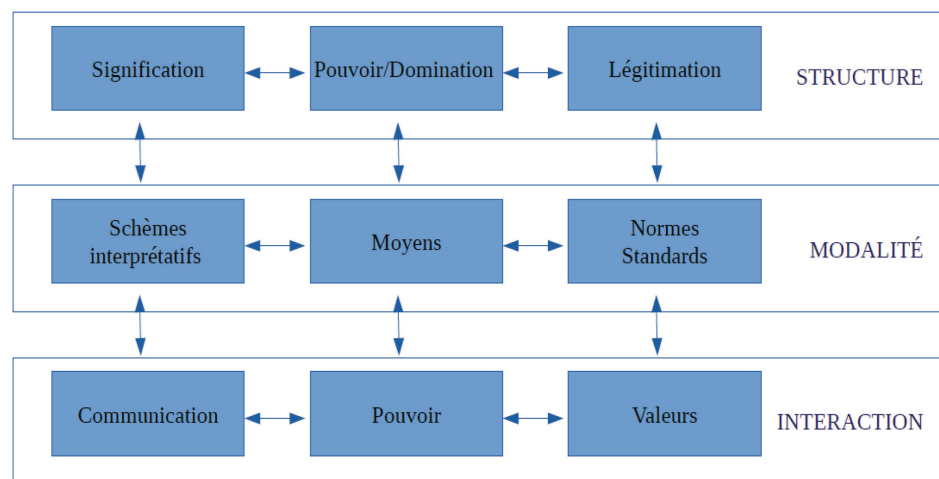 Signification
Pouvoir/Domination
Légitimation
STRUCTURE
Schèmes
interprétatifs
Moyens
Normes
Standards
MODALITÉ
Communication
Pouvoir
Valeurs
INTERACTION